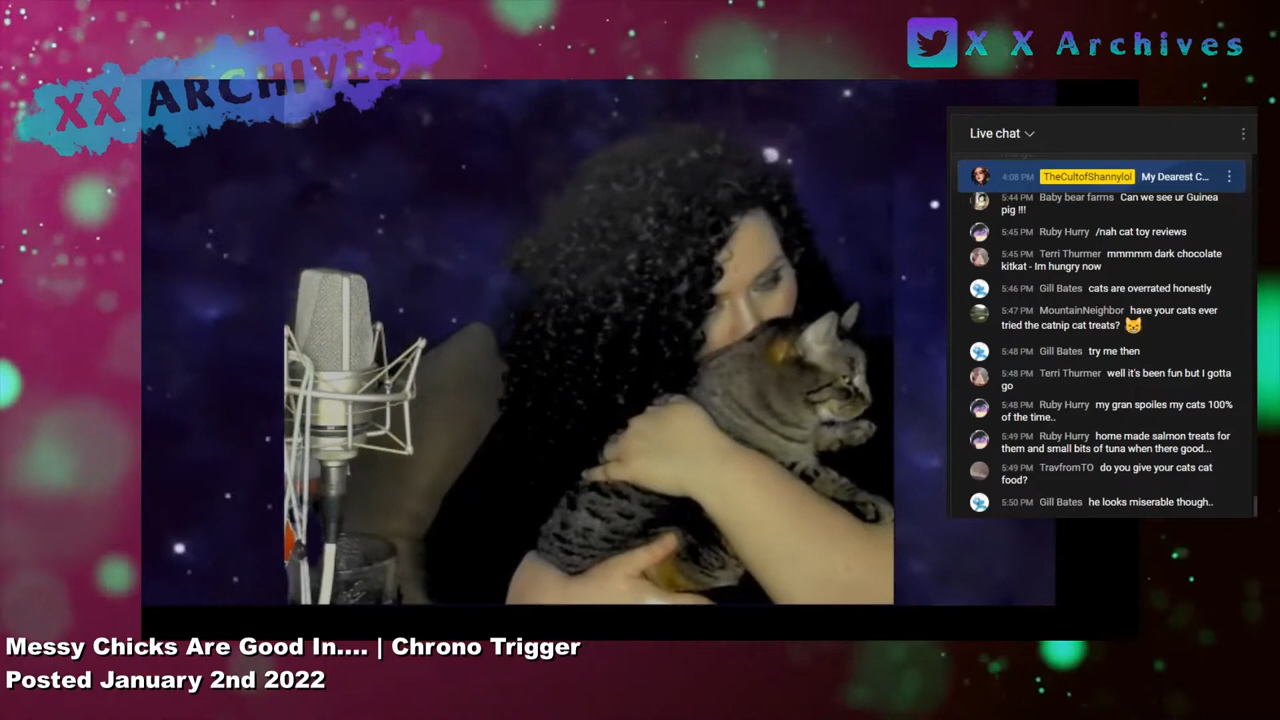 XX ARCHIVES
X X Archives
Live chat
4:08 PM TheCultofShannylol My Dearest C...
5:44 PM Baby bear farms Can we see ur Guinea
pig !!!
5:45 PM Ruby Hurry /nah cat toy reviews
5:45 PM Terri Thurmer mmmmm dark chocolate
kitkat - Im hungry now
5:46 PM Gill Bates cats are overrated honestly
5:47 PM MountainNeighbor have your cats ever
tried the catnip cat treats?
5:48 PM Gill Bates try me then
5:48 PM Terri Thurmer well it's been fun but I gotta
go
5:48 PM Ruby Hurry my gran spoiles my cats 100%
of the time..
5:49 PM Ruby Hurry home made salmon treats for
them and small bits of tuna when there good...
5:49 PM TravfromTO do you give your cats cat
food?
5:50 PM Gill Bates he looks miserable though..
Messy Chicks Are Good In.... | Chrono Trigger
Posted January 2nd 2022